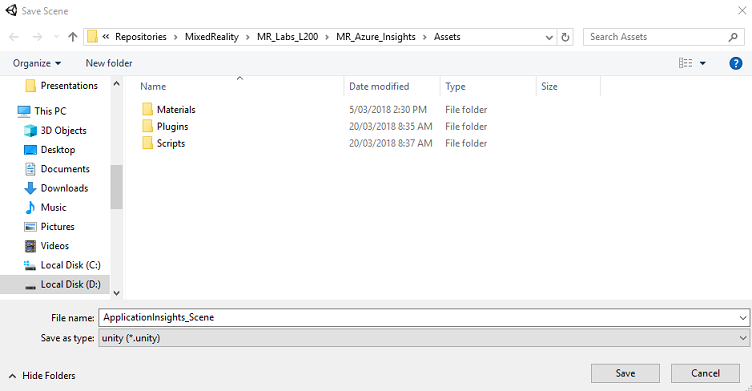 Save Scene
« Repositories > MixedReality > MR_Labs_L200 > MR_Azure_Insights > Assets
Search Assets
Organize New folder ?
Presentations
This PC
3D Objects
Desktop
Documents
Downloads
Music
Pictures
Videos
Local Disk (C:)
Local Disk (D:)
Name Date modified Type Size
Materials 5/03/2018 2:30 PM File folder
Plugins 20/03/2018 8:35 AM File folder
Scripts 20/03/2018 8:37 AM File folder
File name: ApplicationInsights_Scene
Save as type: unity (*.unity)
Hide Folders Save Cancel